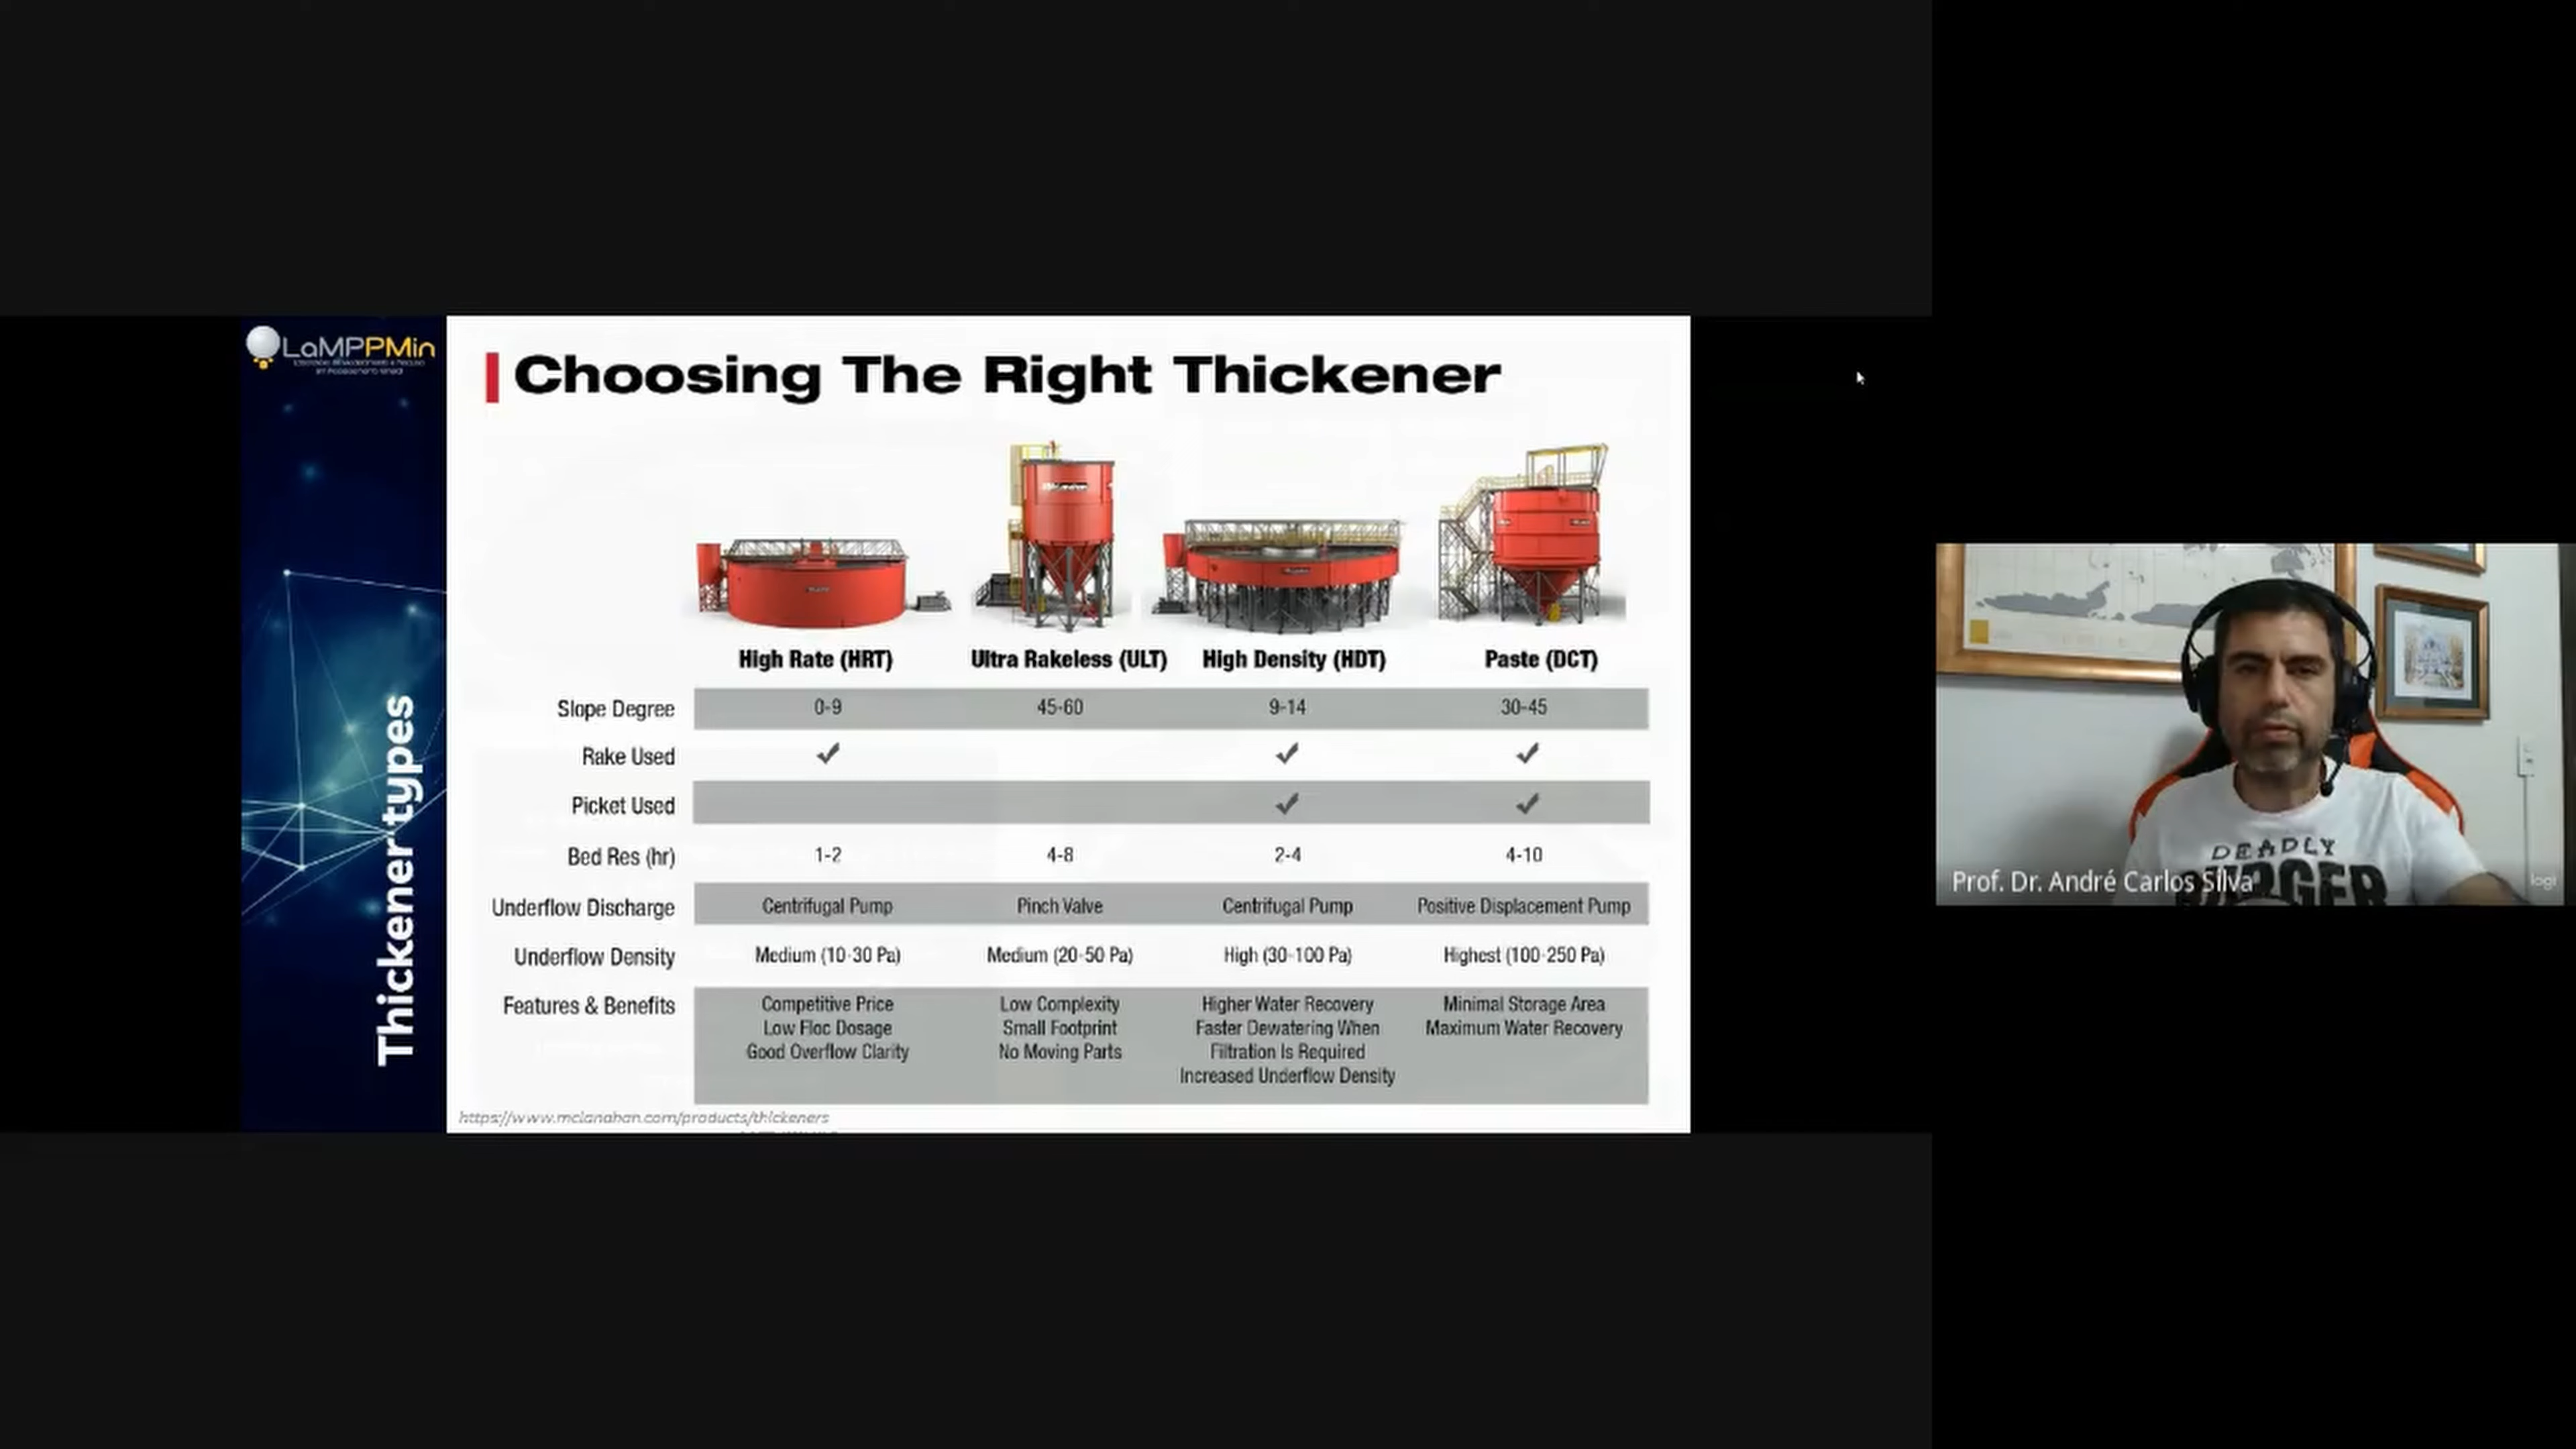 LaMPPMin
Choosing The Right Thickener
High Rate (HRT) Ultra Rakeless (ULT) High Density (HDT) Paste (DCT)
Slope Degree 0-9 45-60 9-14 30-45
Rake Used ✓ ✓ ✓
Picket Used ✓ ✓
Bed Res (hr) 1-2 4-8 2-4 4-10
Underflow Discharge Centrifugal Pump Pinch Valve Centrifugal Pump Positive Displacement Pump
Underflow Density Medium (10-30 Pa) Medium (20-50 Pa) High (30-100 Pa) Highest (100-250 Pa)
Features & Benefits Competitive Price Low Complexity Higher Water Recovery Minimal Storage Area
Low Floc Dosage Small Footprint Faster Dewatering When Maximum Water Recovery
Good Overflow Clarity No Moving Parts Filtration Is Required
Increased Underflow Density
https://www.mclanahan.com/products/thickeners
Thickener types
DEADLY
Prof. Dr. André Carlos Silva
logi